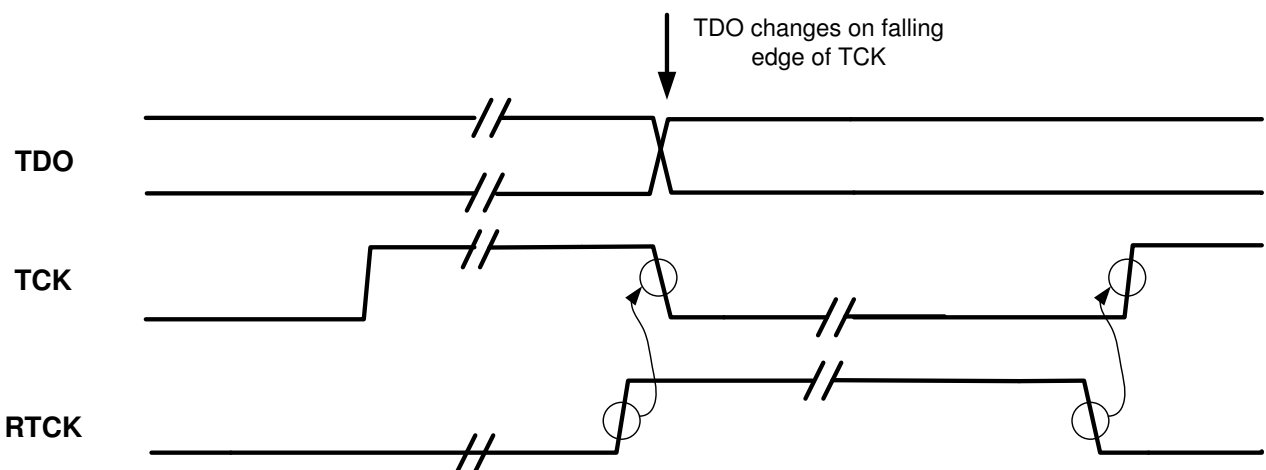 TDO changes on falling
edge of TCK
TDO
TCK
RTCK